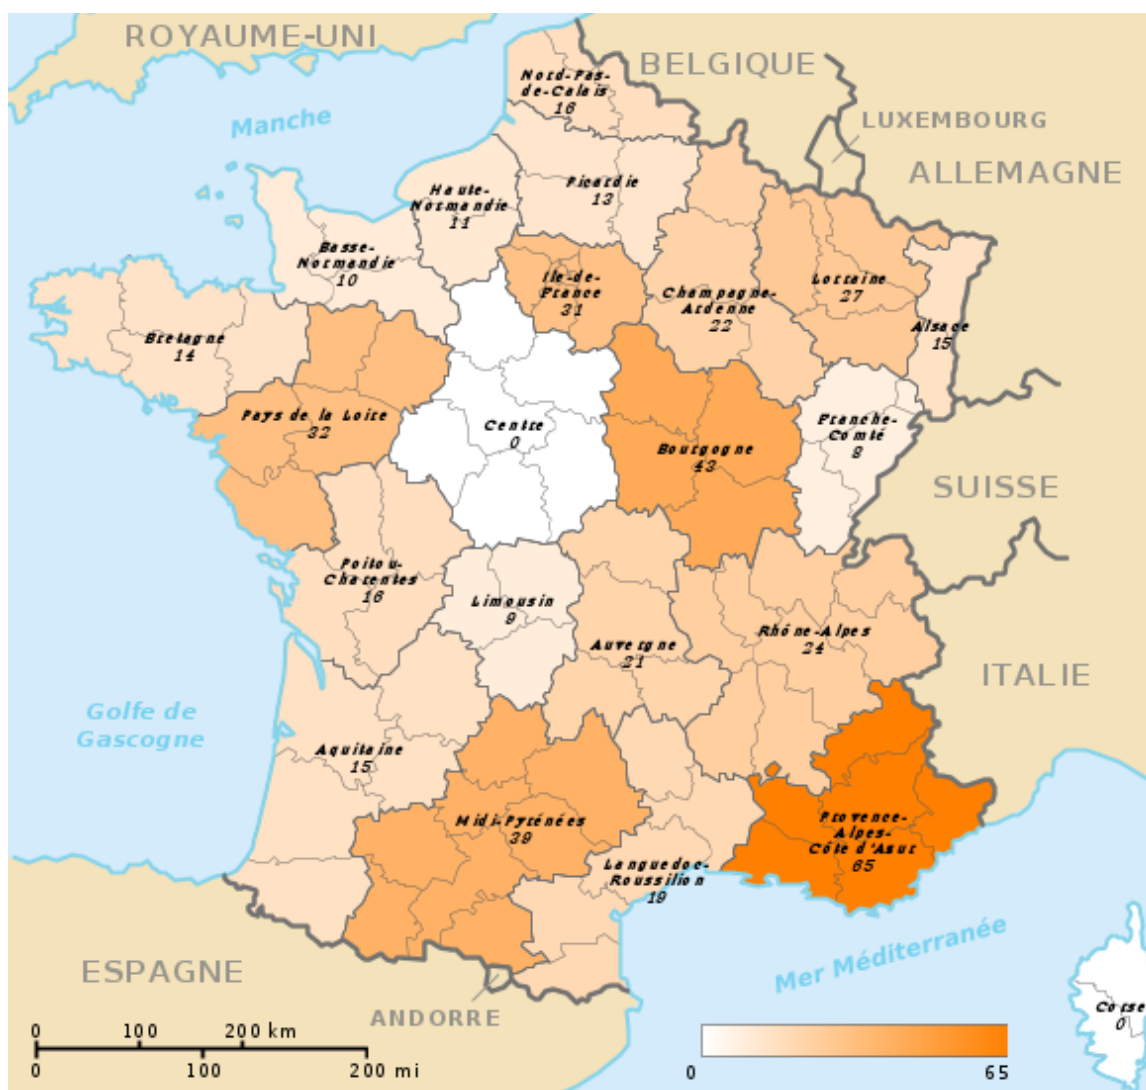 ROYAUME-UNI
BELGIQUE
LUXEMBOURG
ALLEMAGNE
Manche
Nord-Pas-
de-Calais
16
Picardie
13
Haute-
Normandie
11
Basse-
Normandie
10
Ile-de-
France
31
Champagne-
Ardenne
22
Lorraine
27
Alsace
15
Bretagne
14
Pays de la Loire
32
Centre
0
Bourgogne
43
Franche-
Comté
8
SUISSE
Poitou-
Charentes
16
Limousin
9
Auvergne
21
Rhône-Alpes
24
ITALIE
Golfe de
Gascogne
Aquitaine
15
Midi-Pyrénées
39
Languedoc-
Roussillon
19
Provence-
Alpes-
Côte d'Azur
65
Mer Méditerranée
ESPAGNE
ANDORRE
Corse
0
0 100 200 km
0 100 200 mi
0 65